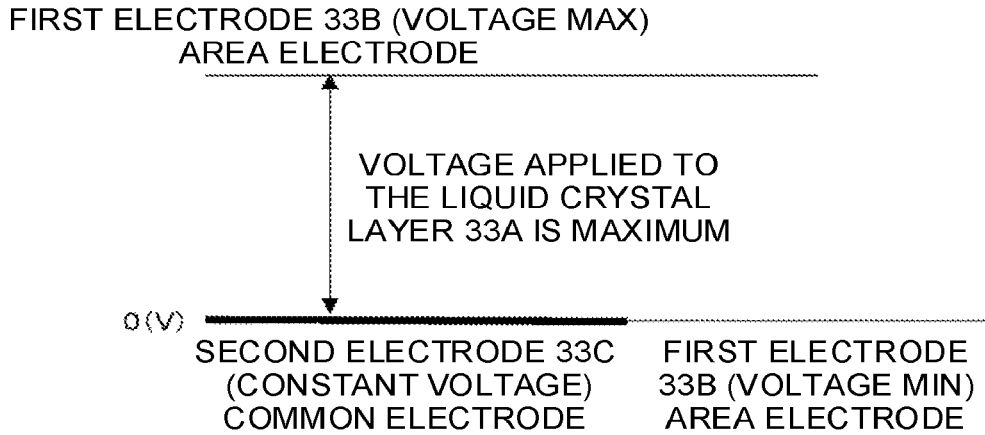 FIRST ELECTRODE 33B (VOLTAGE MAX)
AREA ELECTRODE
VOLTAGE APPLIED TO
THE LIQUID CRYSTAL
LAYER 33A IS MAXIMUM
0(V)
SECOND ELECTRODE 33C
(CONSTANT VOLTAGE)
COMMON ELECTRODE
FIRST ELECTRODE
33B (VOLTAGE MIN)
AREA ELECTRODE